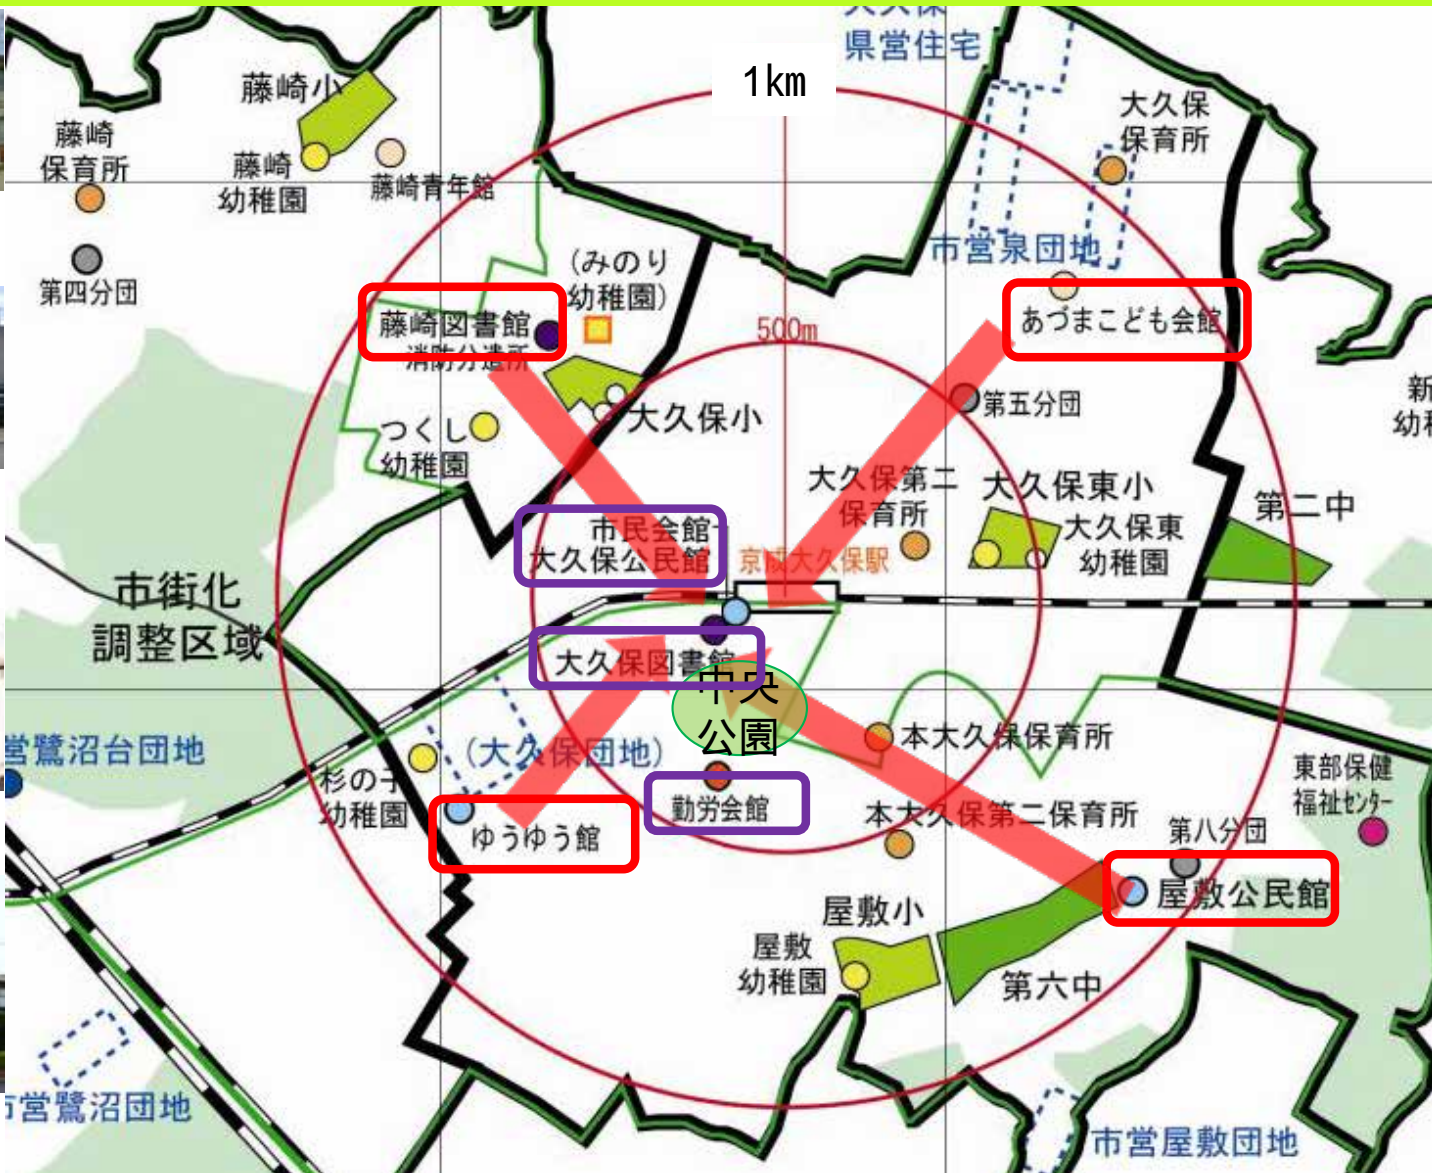 大久保
県営住宅
1km
藤崎小
藤崎
保育所
藤崎
幼稚園
藤崎青年館
大久保
保育所
第四分団
(みのり
幼稚園)
市営泉団地
藤崎図書館
消防分遣所
500m
あづまこども会館
第五分団
つくし
幼稚園
大久保小
新
幼稚
大久保第二
保育所
大久保東小
大久保東
幼稚園
第二中
市民会館
大久保公民館
京成大久保駅
市街化
調整区域
大久保図書館
中央
公園
営鷺沼台団地
(大久保団地)
本大久保保育所
杉の子
幼稚園
東部保健
福祉センター
ゆうゆう館
勤労会館
本大久保第二保育所
第八分団
屋敷公民館
屋敷小
屋敷
幼稚園
第六中
市営鷺沼団地
市営屋敷団地